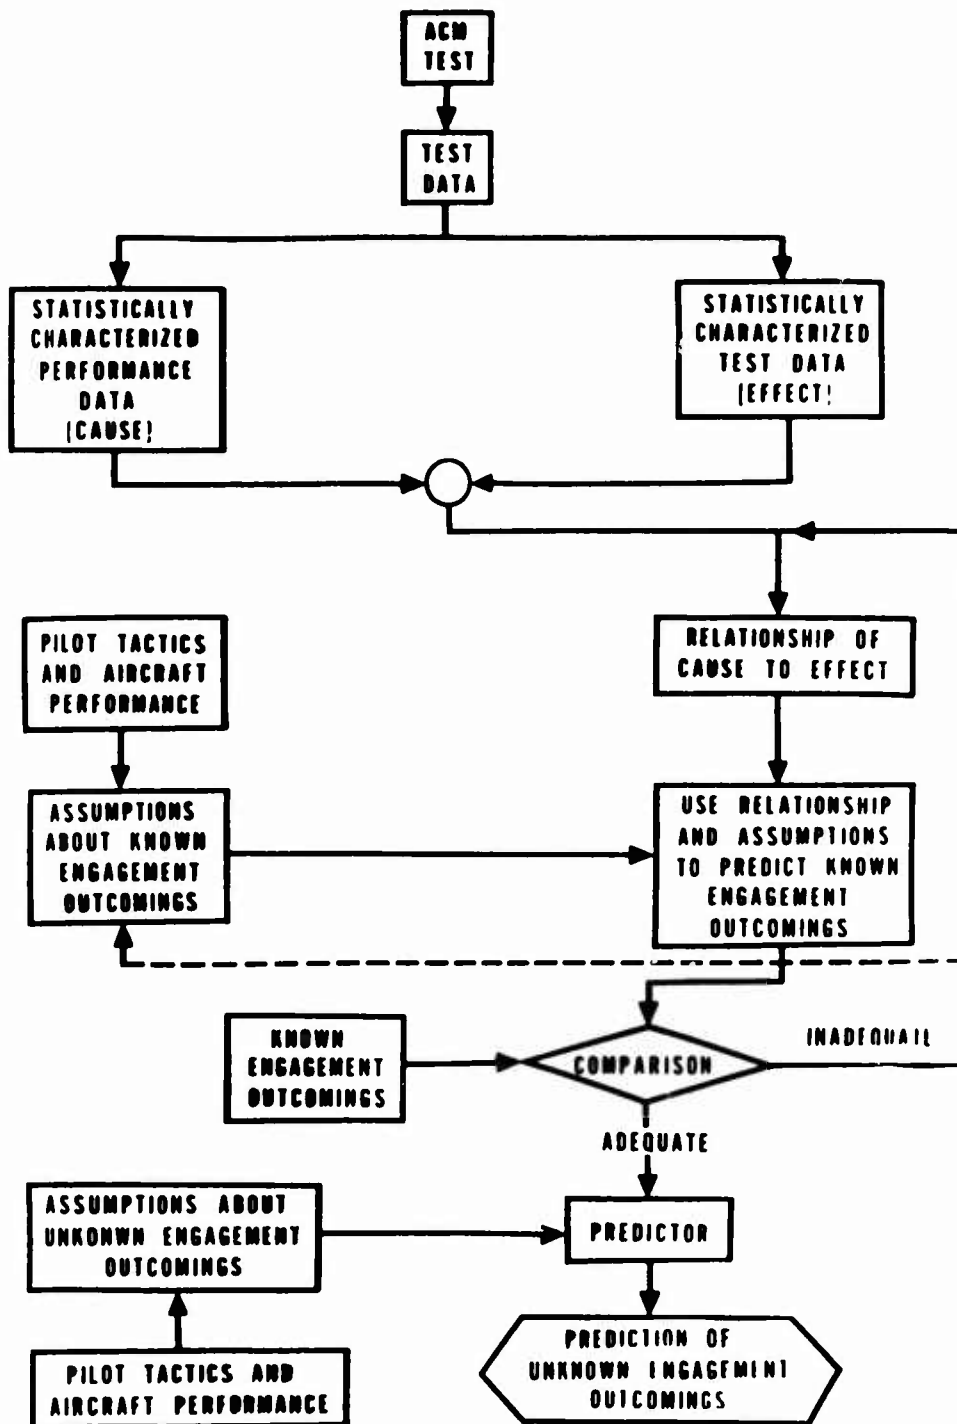 ACM
TEST
TEST
DATA
STATISTICALLY
CHARACTERIZED
PERFORMANCE
DATA
(CAUSE)
STATISTICALLY
CHARACTERIZED
TEST DATA
(EFFECT)
PILOT TACTICS
AND AIRCRAFT
PERFORMANCE
RELATIONSHIP OF
CAUSE TO EFFECT
ASSUMPTIONS
ABOUT KNOWN
ENGAGEMENT
OUTCOMINGS
USE RELATIONSHIP
AND ASSUMPTIONS
TO PREDICT KNOWN
ENGAGEMENT
OUTCOMINGS
KNOWN
ENGAGEMENT
OUTCOMINGS
COMPARISON
INADEQUATE
ADEQUATE
ASSUMPTIONS ABOUT
UNKONWN ENGAGEMENT
OUTCOMINGS
PREDICTOR
PILOT TACTICS AND
AIRCRAFT PERFORMANCE
PREDICTION OF
UNKNOWN ENGAGEMENT
OUTCOMINGS